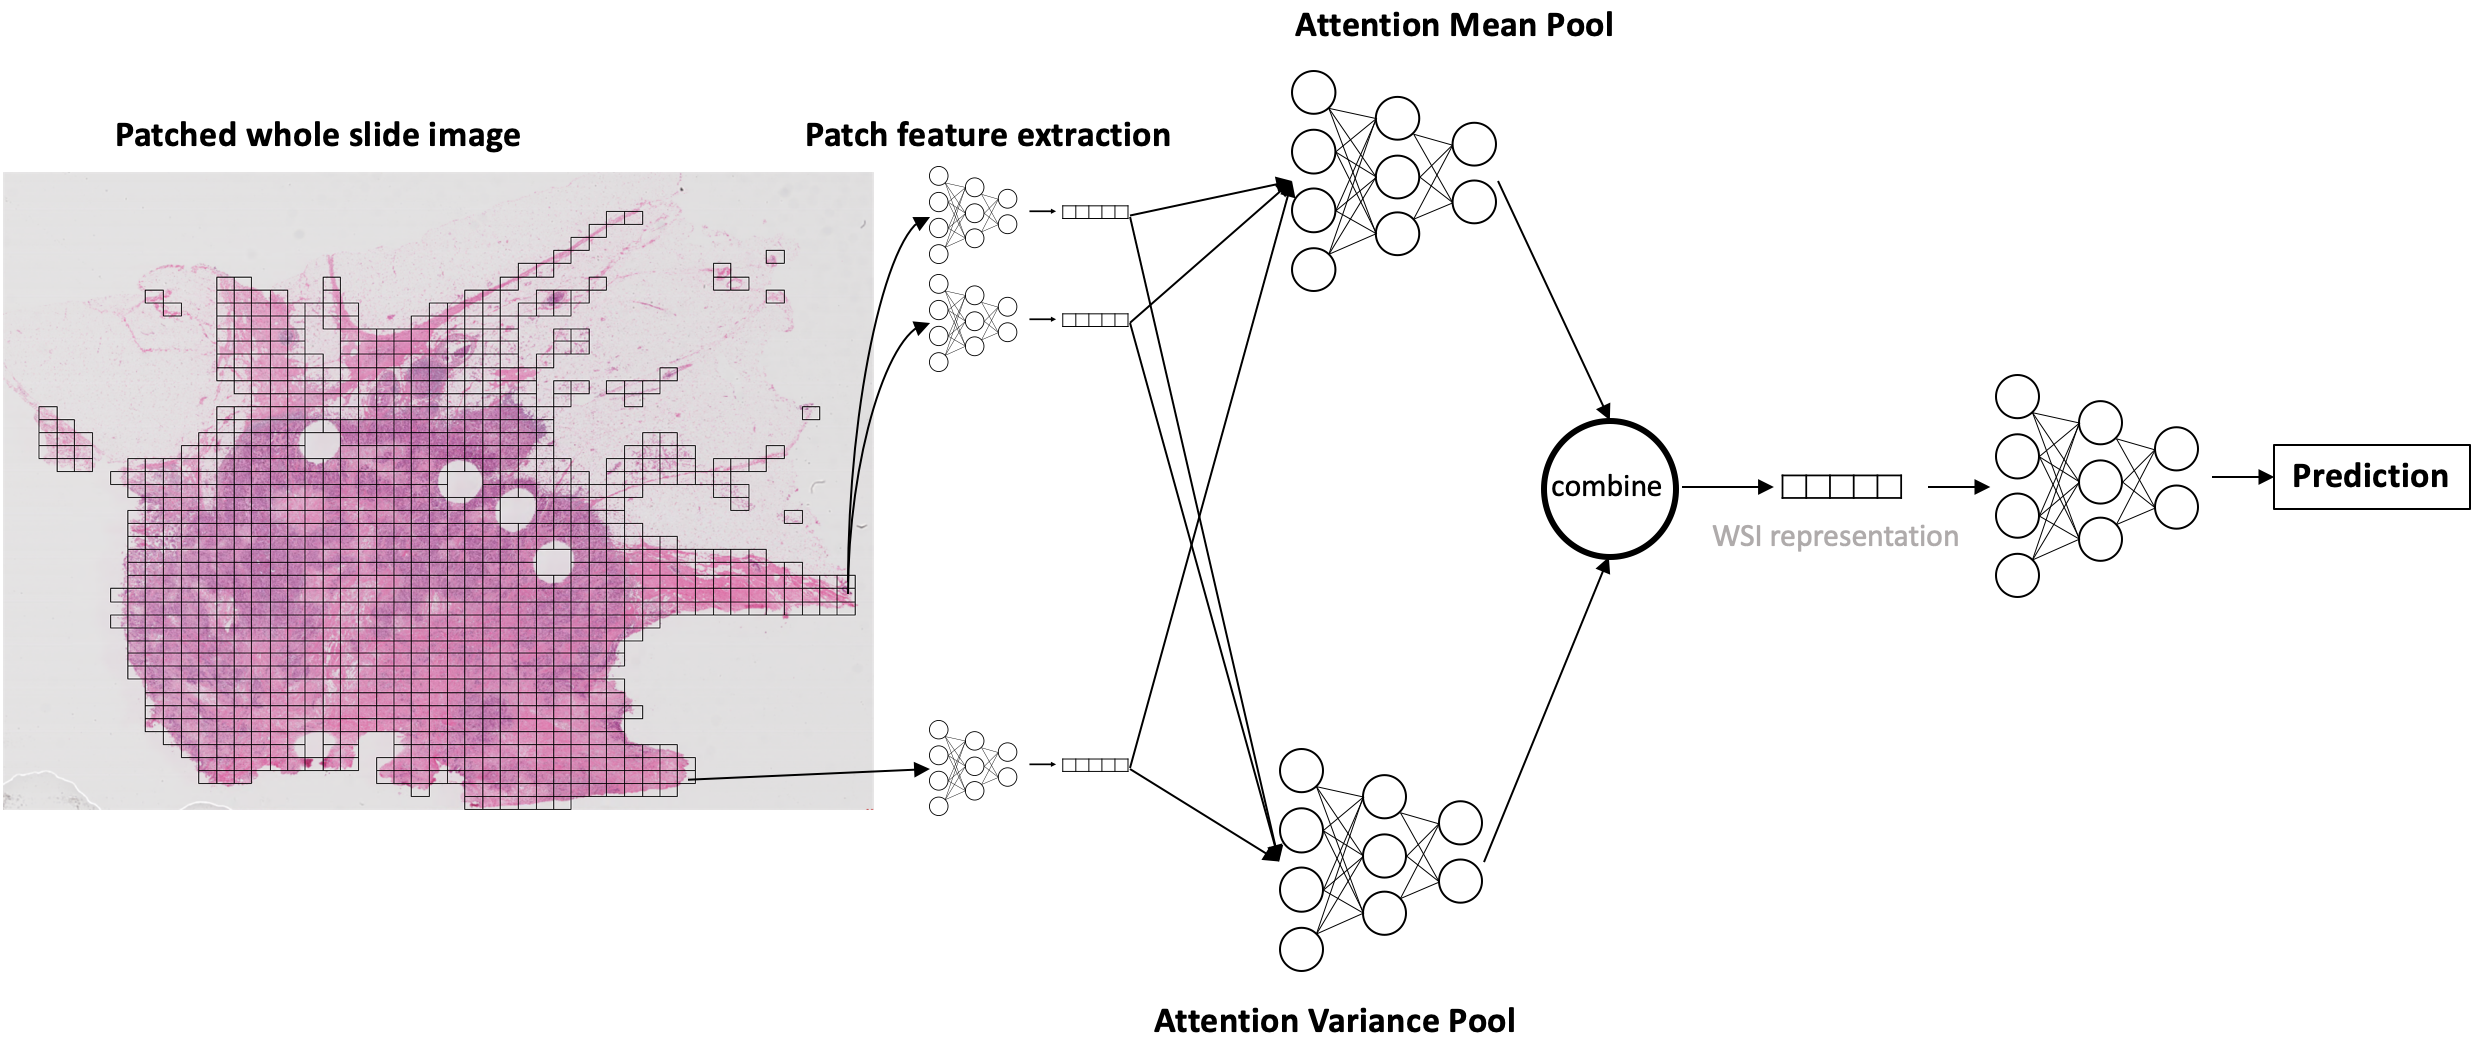 Attention Mean Pool
Patched whole slide image
Patch feature extraction
combine
WSI representation
Prediction
Attention Variance Pool